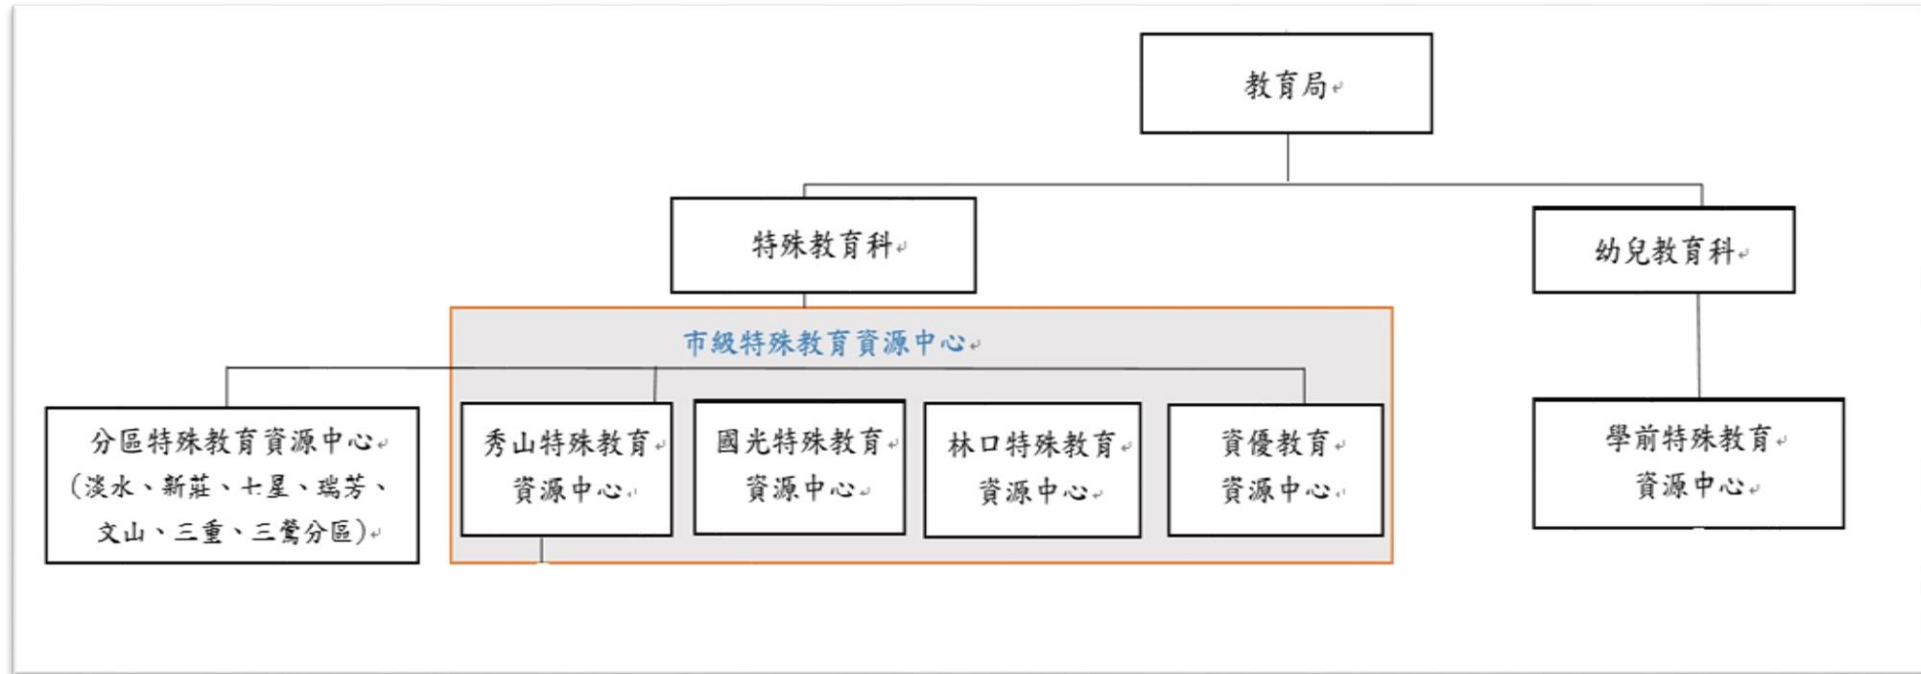 教育局
特殊教育科
幼兒教育科
市級特殊教育資源中心
分區特殊教育資源中心
(淡水、新莊、七星、瑞芳、
文山、三重、三鶯分區)
秀山特殊教育
資源中心
國光特殊教育
資源中心
林口特殊教育
資源中心
資優教育
資源中心
學前特殊教育
資源中心